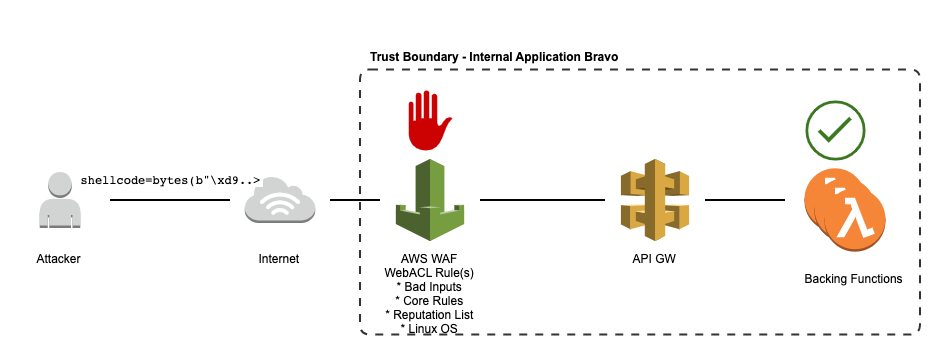 Trust Boundary - Internal Application Bravo
shellcode=bytes(b"\xd9..>
Attacker
Internet
AWS WAF
WebACL Rule(s)
* Bad Inputs
* Core Rules
* Reputation List
* Linux OS
API GW
λ
Backing Functions